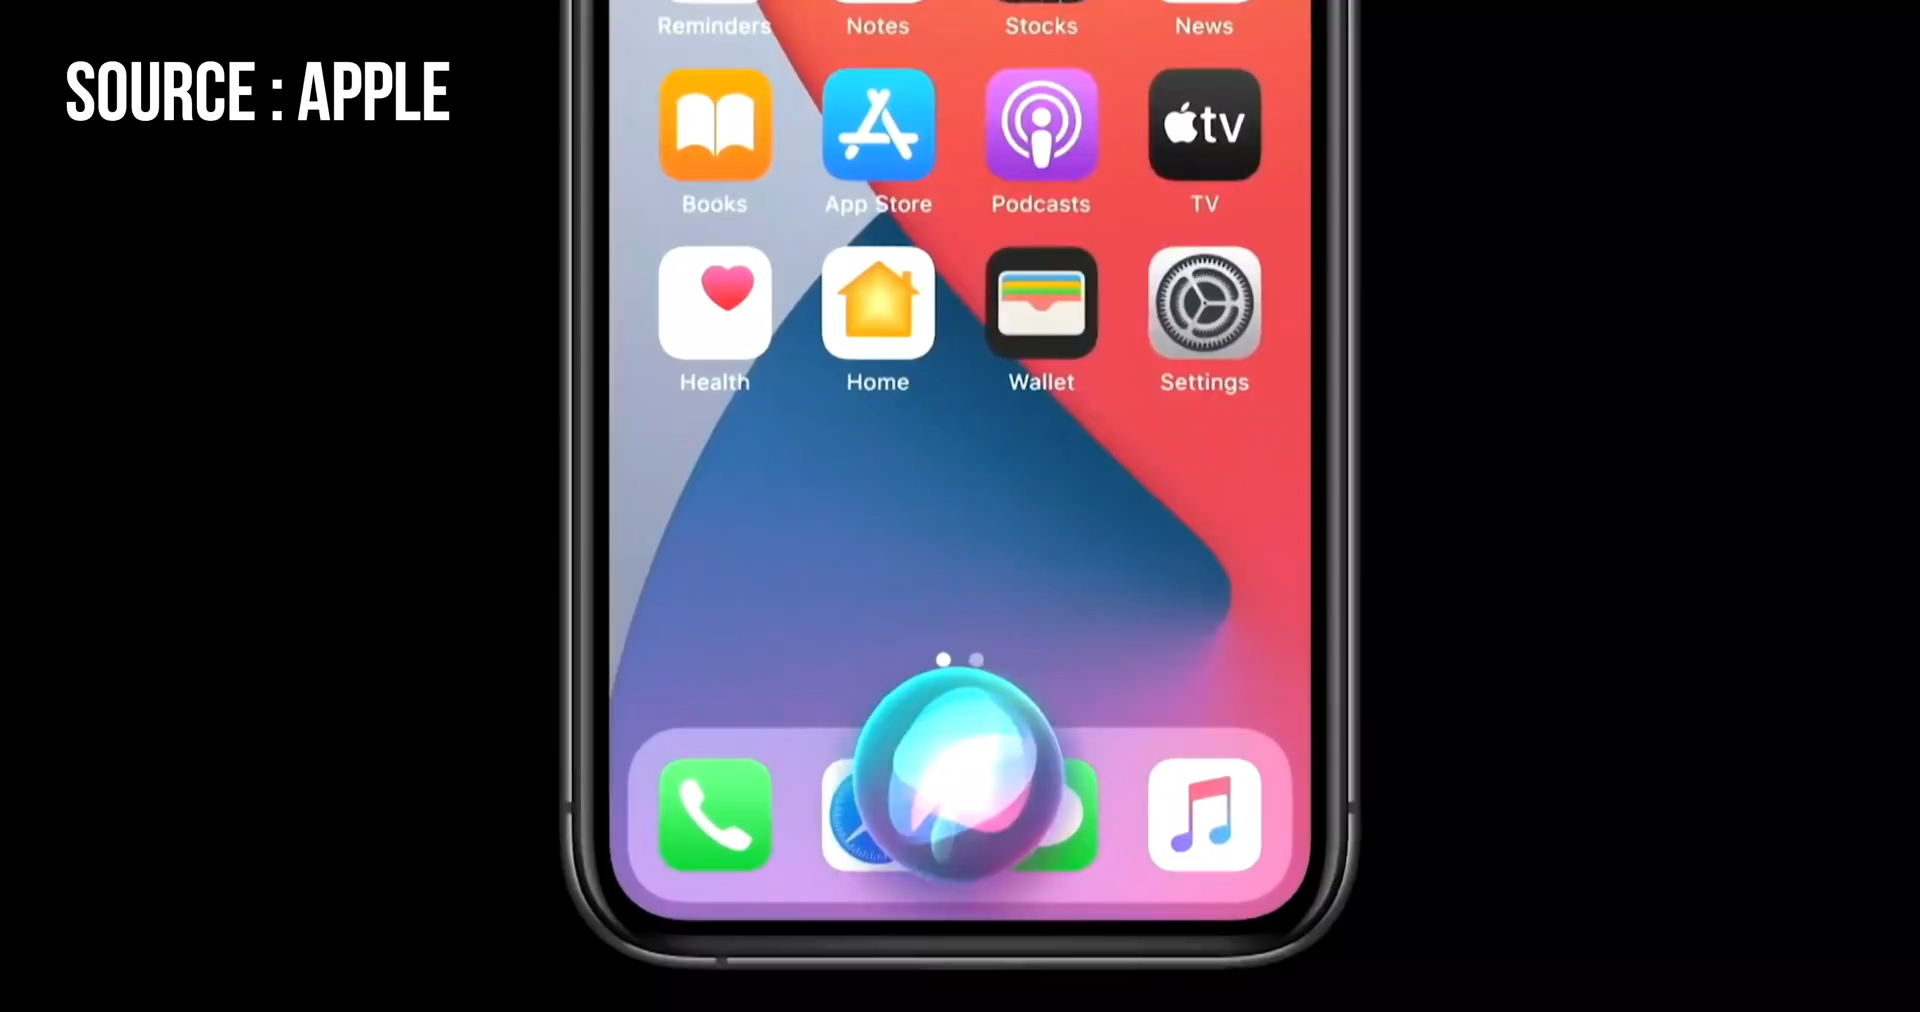 SOURCE : APPLE
Reminders Notes Stocks News
tv
Books App Store Podcasts TV
Health Home Wallet Settings